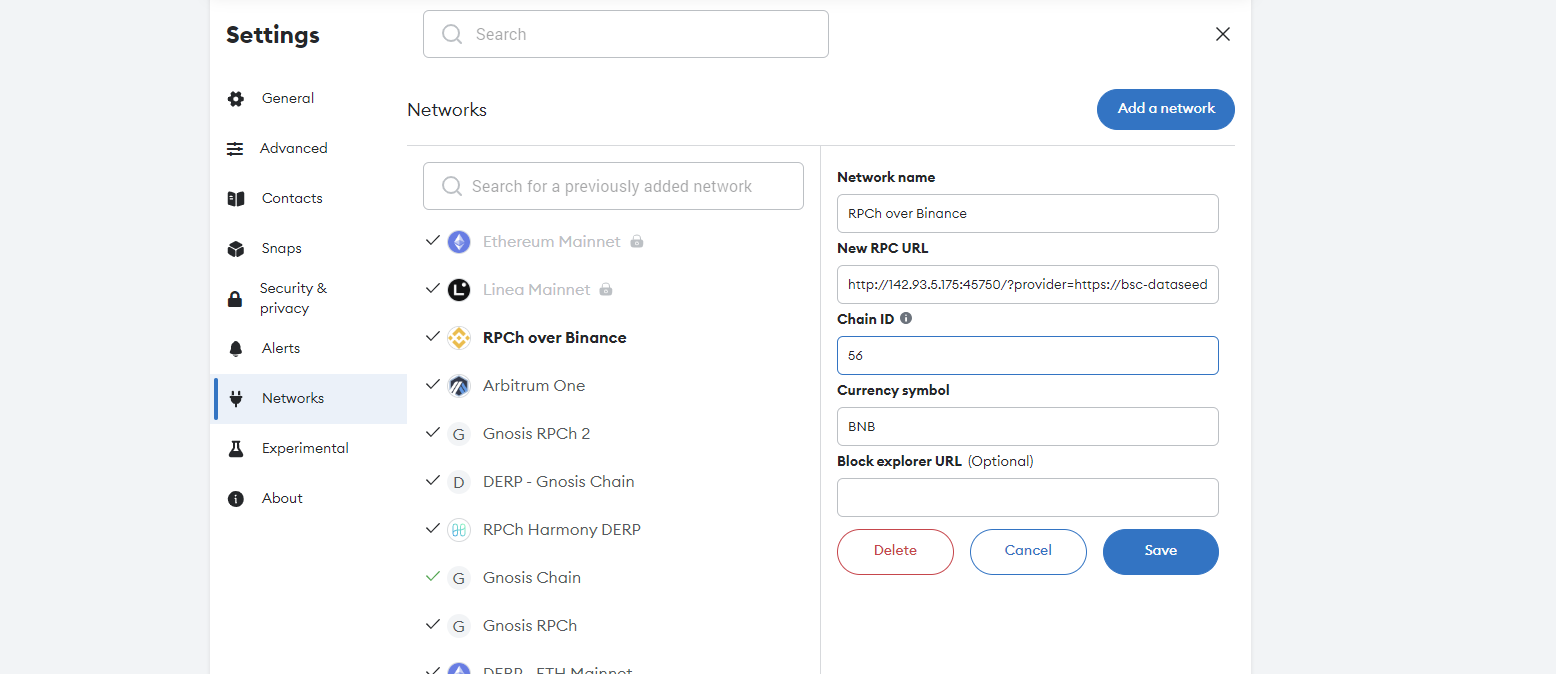 Settings
Search
General
Advanced
Contacts
Snaps
Security &
privacy
Alerts
Networks
Experimental
About
Networks
Add a network
Search for a previously added network
Ethereum Mainnet
Linea Mainnet
RPCh over Binance
Arbitrum One
G Gnosis RPCh 2
D DERP - Gnosis Chain
RPCh Harmony DERP
G Gnosis Chain
G Gnosis RPCh
DERP - ETH Mainnet
Network name
RPCh over Binance
New RPC URL
http://142.93.5.175:45750/?provider=https://bsc-dataseed
Chain ID
56
Currency symbol
BNB
Block explorer URL (Optional)
Delete
Cancel
Save